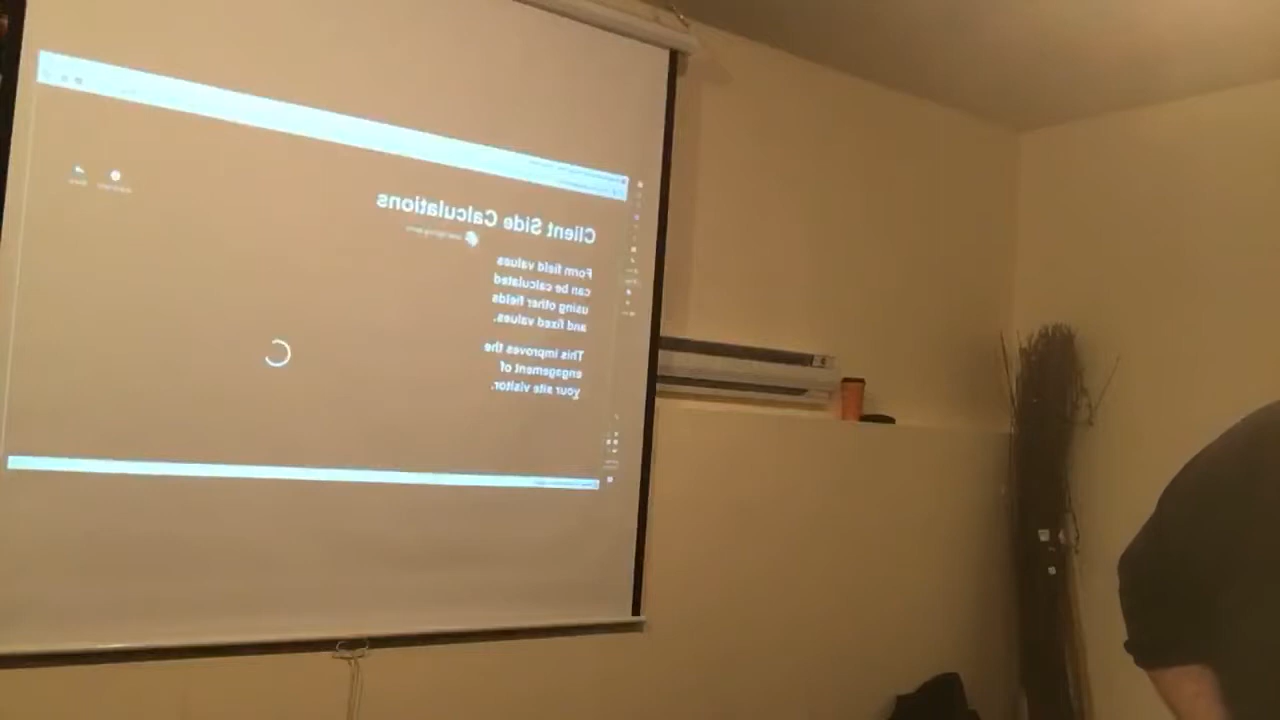 Client Side Calculations
Form field values
can be calculated
using other fields
and fixed values.
This improves the
engagement of
your site visitor.